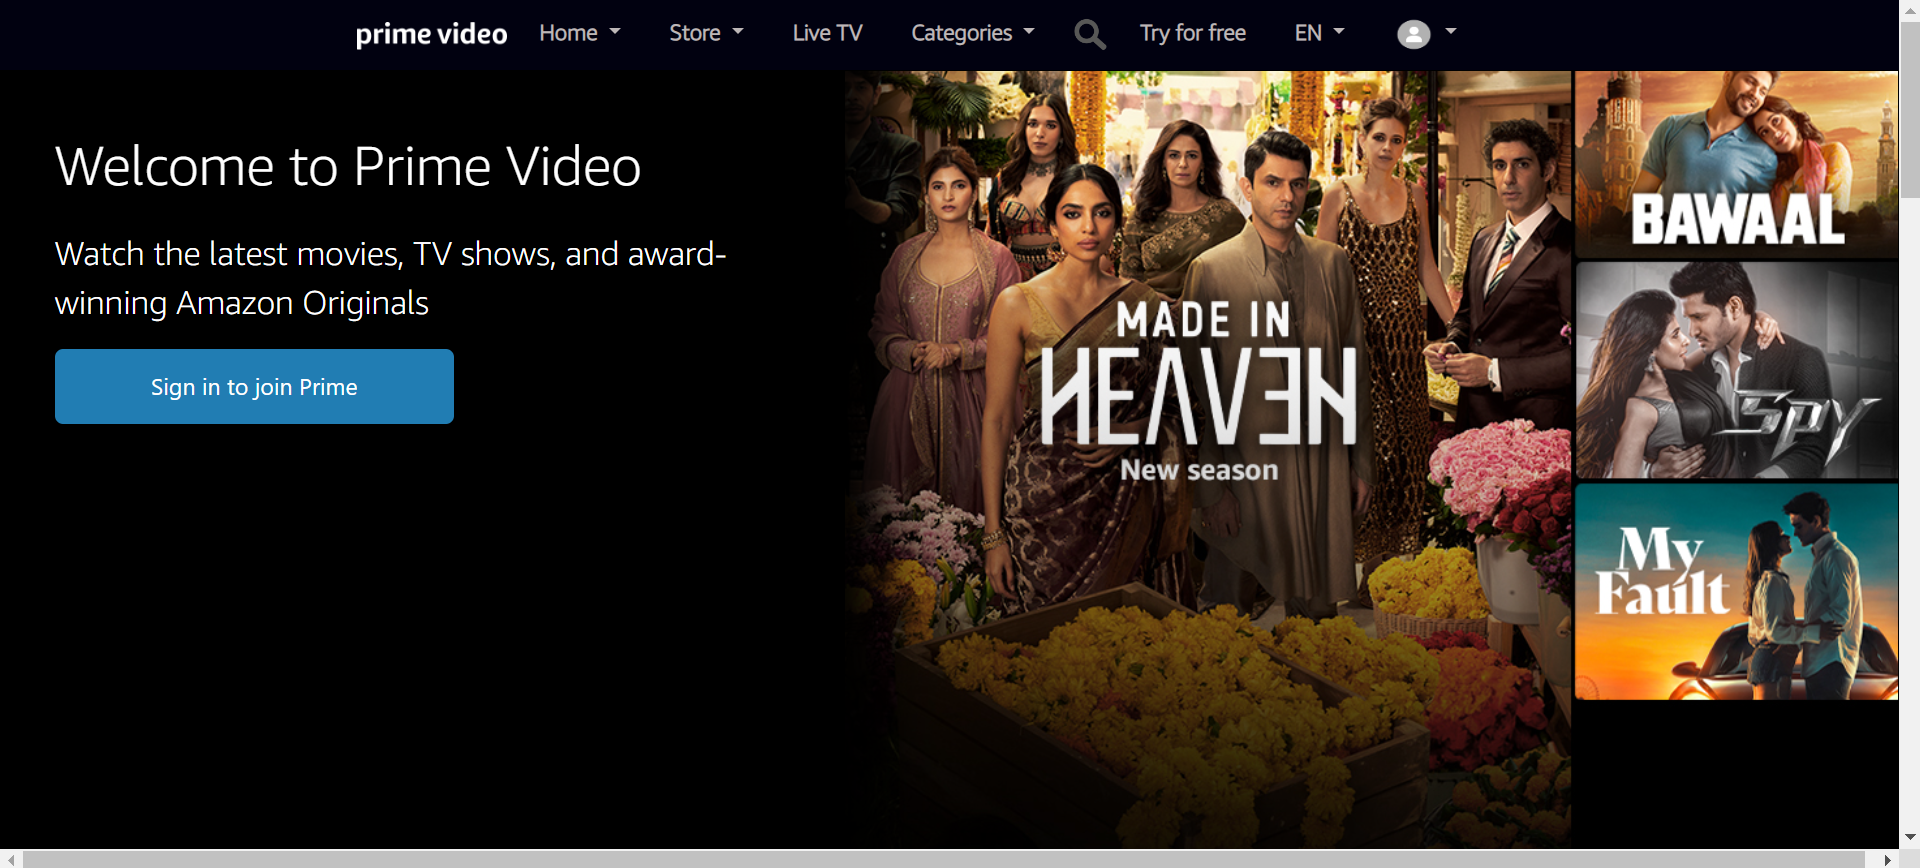 prime video Home Store Live TV Categories Try for free EN
Welcome to Prime Video
Watch the latest movies, TV shows, and award-
winning Amazon Originals
Sign in to join Prime
MADE IN
HEAVEN
New season
BAWAAL
SPY
My
Fault